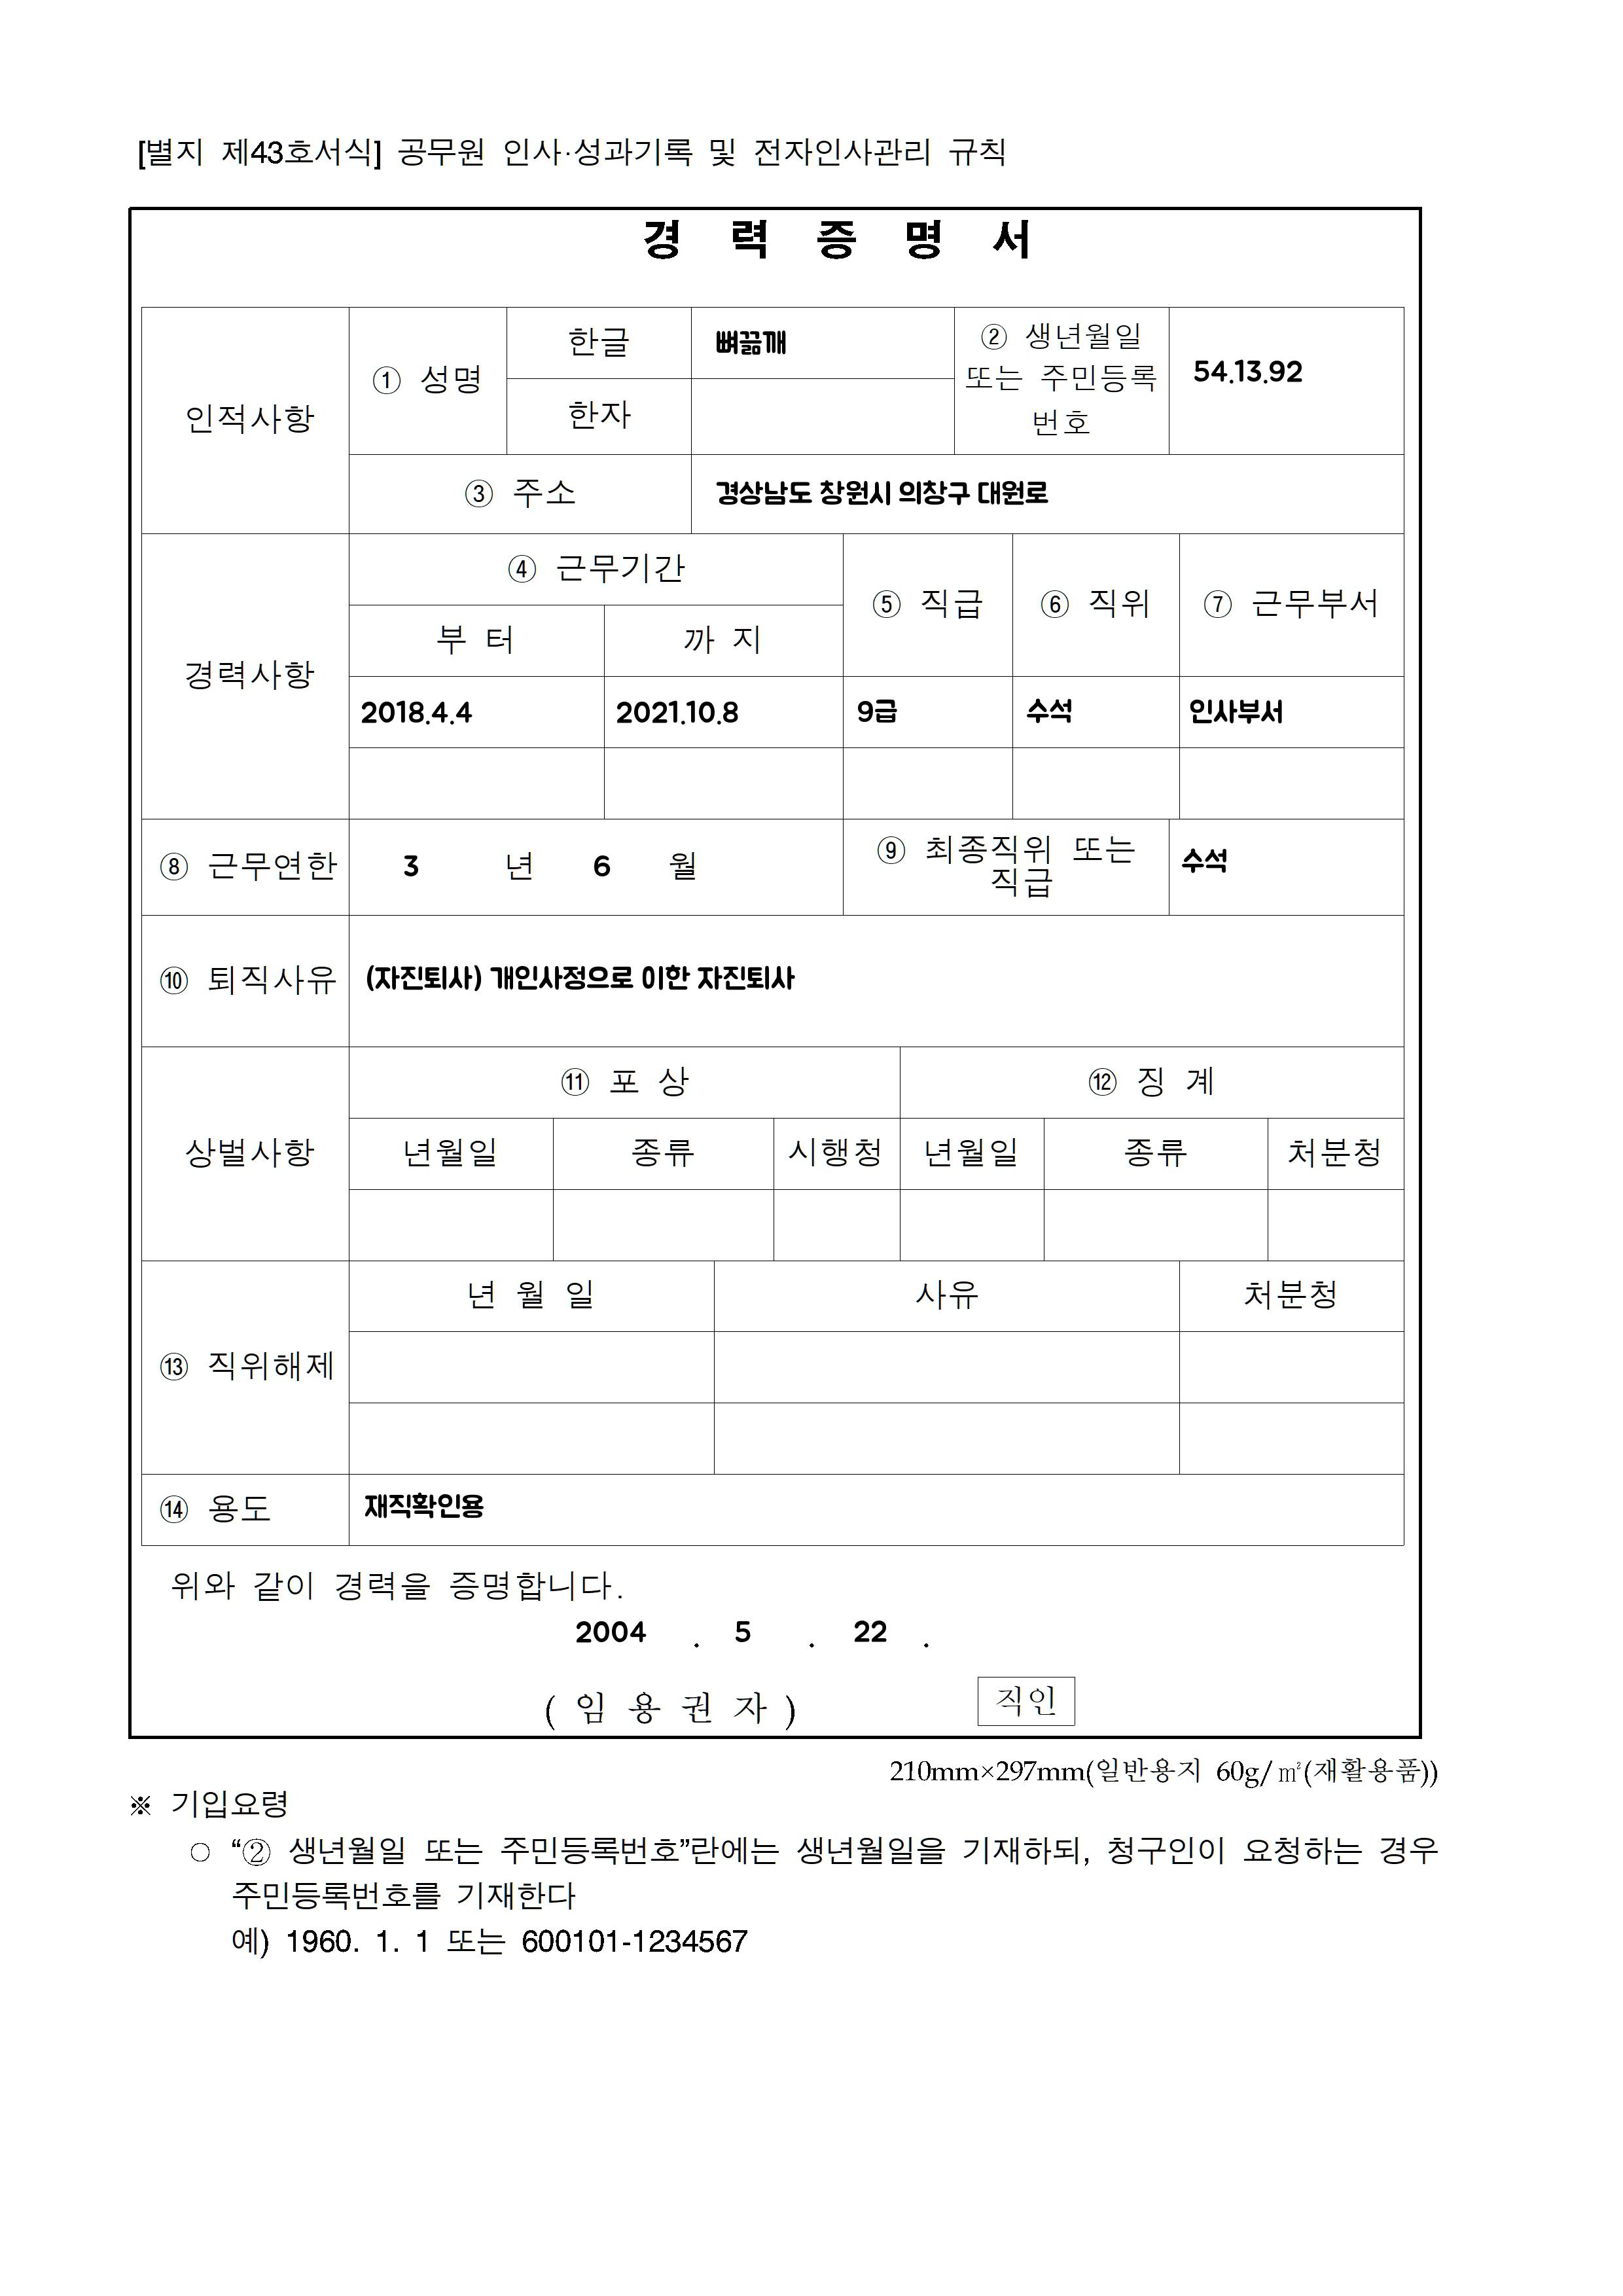 [별지 제43호서식] 공무원 인사·성과기록 및 전자인사관리 규칙
경 력 증 명 서
인적사항
① 성명
한글
뼈끓깨
② 생년월일
또는 주민등록
번호
54.13.92
한자
③ 주소
경상남도 창원시 의창구 대원로
경력사항
④ 근무기간
⑤ 직급
⑥ 직위
⑦ 근무부서
부 터
까 지
2018.4.4
2021.10.8
9급
수석
인사부서
⑧ 근무연한
3 년 6 월
⑨ 최종직위 또는
직급
수석
⑩ 퇴직사유
(자진퇴사) 개인사정으로 이한 자진퇴사
상벌사항
⑪ 포 상
⑫ 징 계
년월일
종류
시행청
년월일
종류
처분청
⑬ 직위해제
년 월 일
사유
처분청
⑭ 용도
재직확인용
위와 같이 경력을 증명합니다.
2004 . 5 . 22 .
( 임 용 권 자 )
직인
210mm×297mm(일반용지 60g/㎡(재활용품))
※ 기입요령
○ “② 생년월일 또는 주민등록번호”란에는 생년월일을 기재하되, 청구인이 요청하는 경우
주민등록번호를 기재한다
예) 1960. 1. 1 또는 600101-1234567